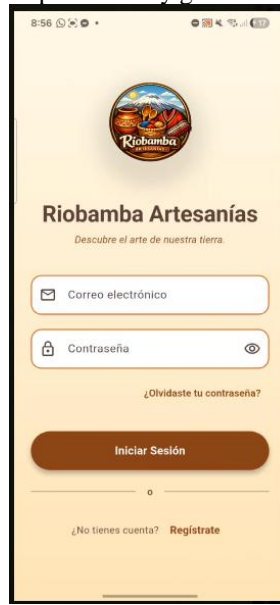 8:56
Riobamba
ARTESANÍAS
Riobamba Artesanías
Descubre el arte de nuestra tierra.
Correo electrónico
Contraseña
¿Olvidaste tu contraseña?
Iniciar Sesión
o
¿No tienes cuenta? Regístrate